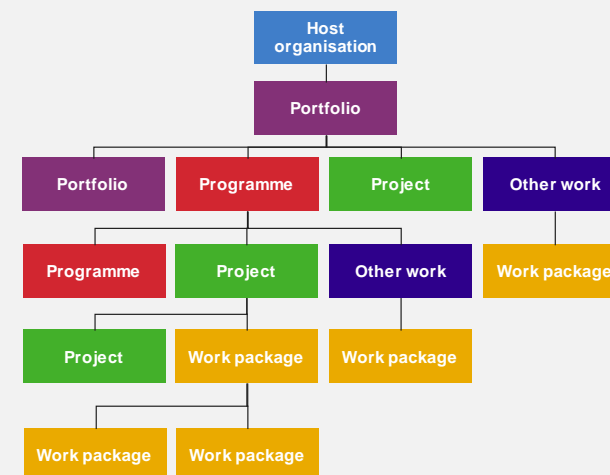 Host
organisation
Portfolio
Portfolio
Programme
Project
Other work
Programme
Project
Other work
Work package
Project
Work package
Work package
Work package
Work package